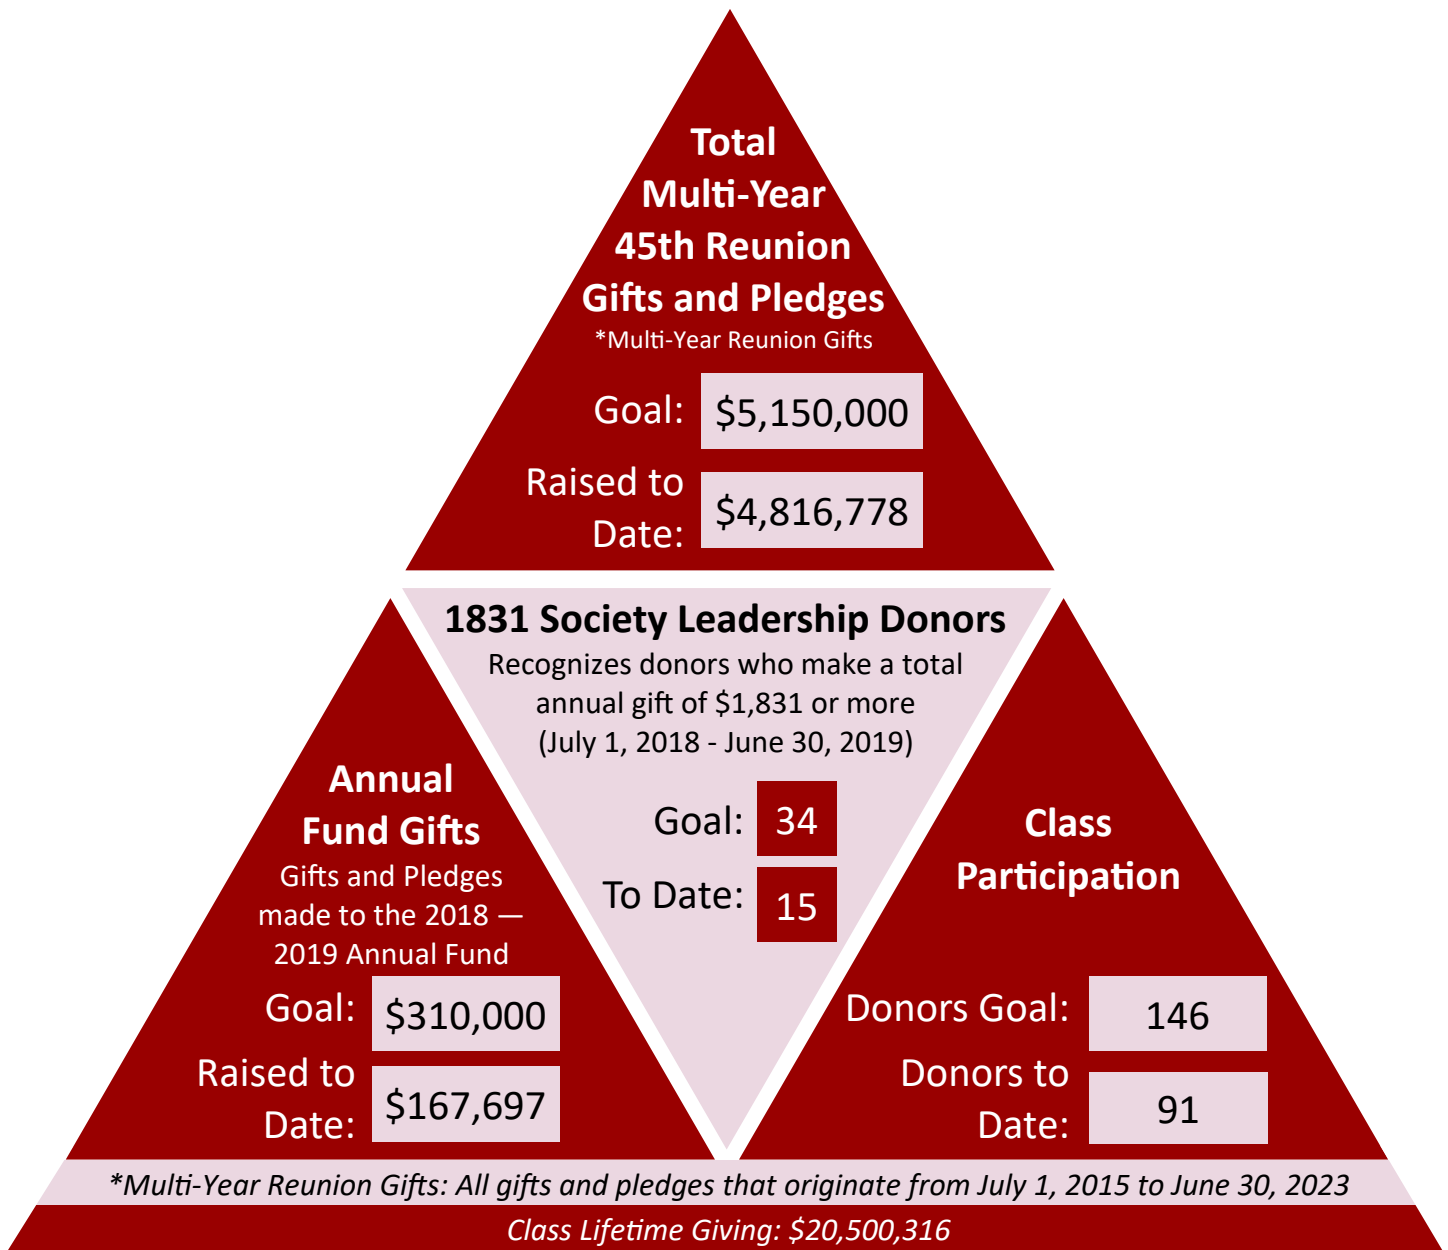 Total
Multi-Year
45th Reunion
Gifts and Pledges
*Multi-Year Reunion Gifts
Goal: $5,150,000
Raised to
Date: $4,816,778
1831 Society Leadership Donors
Recognizes donors who make a total
annual gift of $1,831 or more
(July 1, 2018 - June 30, 2019)
Goal: 34
To Date: 15
Annual
Fund Gifts
Gifts and Pledges
made to the 2018 —
2019 Annual Fund
Goal: $310,000
Raised to
Date: $167,697
Class
Participation
Donors Goal: 146
Donors to
Date: 91
*Multi-Year Reunion Gifts: All gifts and pledges that originate from July 1, 2015 to June 30, 2023
Class Lifetime Giving: $20,500,316